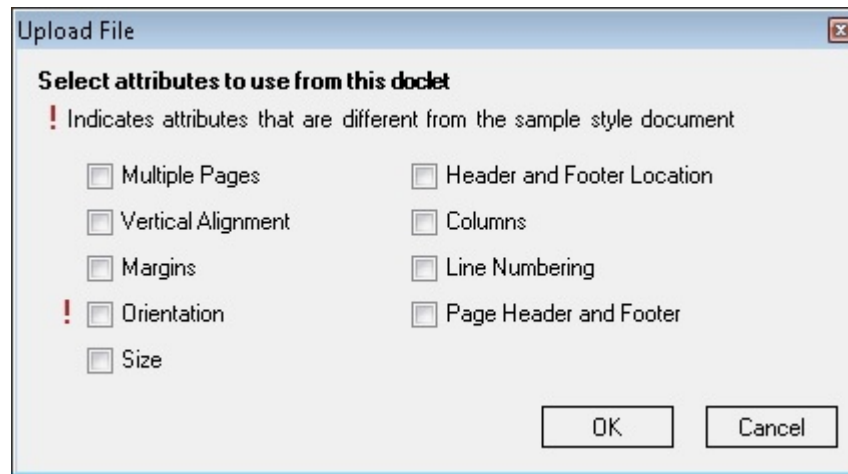 Upload File
Select attributes to use from this doclet
! Indicates attributes that are different from the sample style document
Multiple Pages
Header and Footer Location
Vertical Alignment
Columns
Margins
Line Numbering
! Orientation
Page Header and Footer
Size
OK
Cancel